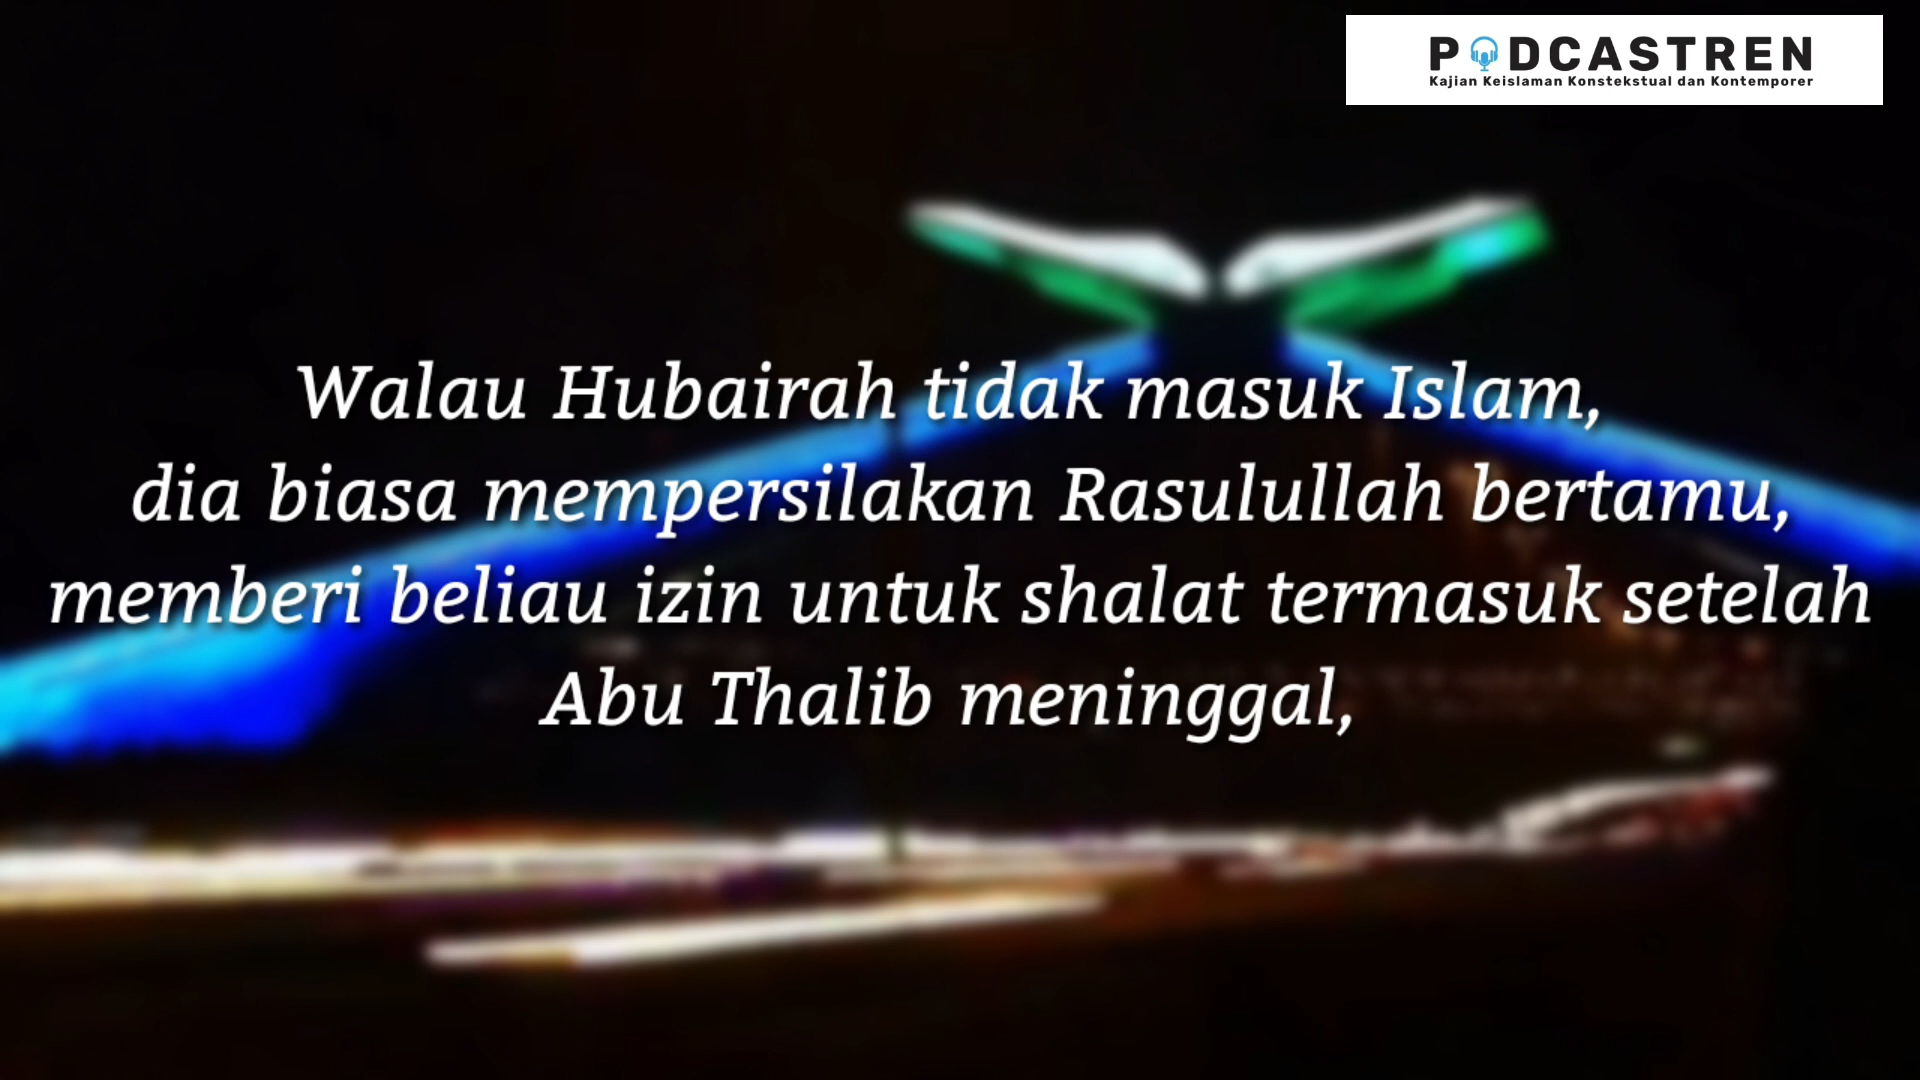 PODCASTREN
Kajian Keislaman Konstekstual dan Kontemporer
Walau Hubairah tidak masuk Islam,
dia biasa mempersilakan Rasulullah bertamu,
memberi beliau izin untuk shalat termasuk setelah
Abu Thalib meninggal,